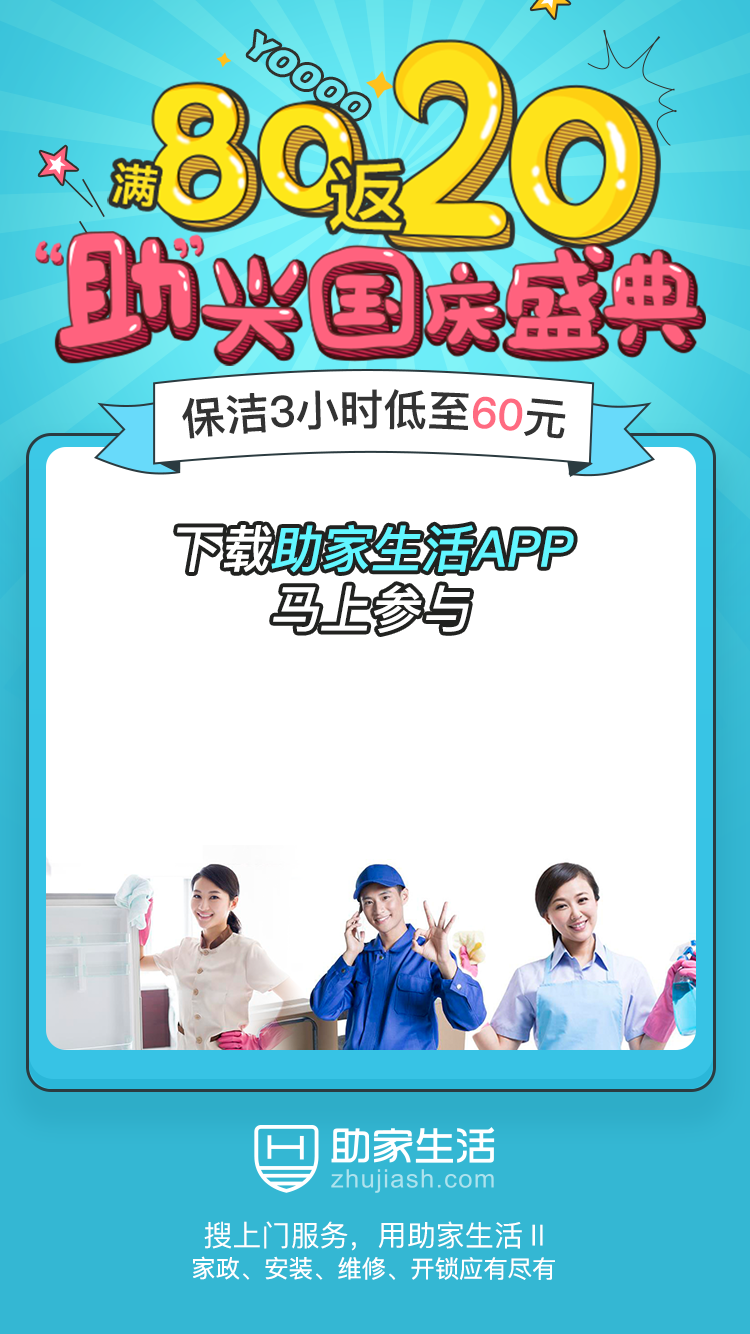 YOOOO
满80返20
“助”兴国庆盛典
保洁3小时低至60元
下载助家生活APP
马上参与
助家生活
zhujiash.com
搜上门服务，用助家生活 II
家政、安装、维修、开锁应有尽有